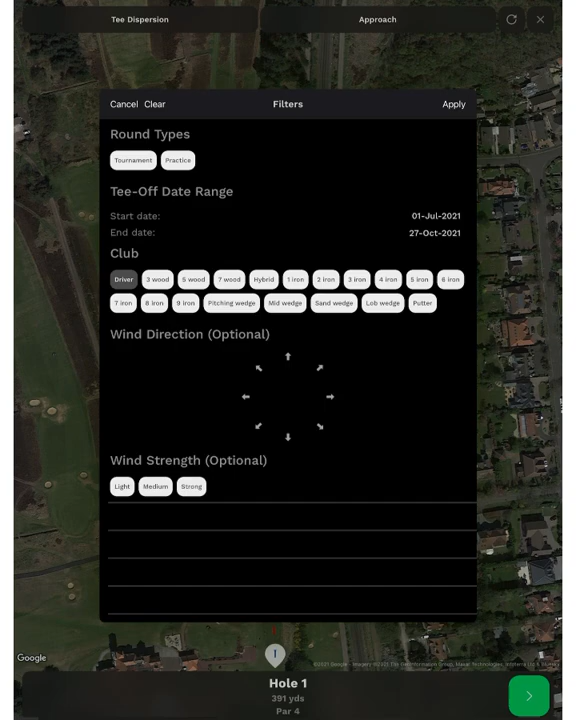 Tee Dispersion Approach
Cancel Clear Filters Apply
Round Types
Tournament Practice
Tee-Off Date Range
Start date: 01-Jul-2021
End date: 27-Oct-2021
Club
Driver 3 wood 5 wood 7 wood Hybrid 1 iron 2 iron 3 iron 4 iron 5 iron 6 iron
7 iron 8 iron 9 iron Pitching wedge Mid wedge Sand wedge Lob wedge Putter
Wind Direction (Optional)
Wind Strength (Optional)
Light Medium Strong
Google ©2021 Google - Imagery ©2021
Hole 1
391 yds
Par 4